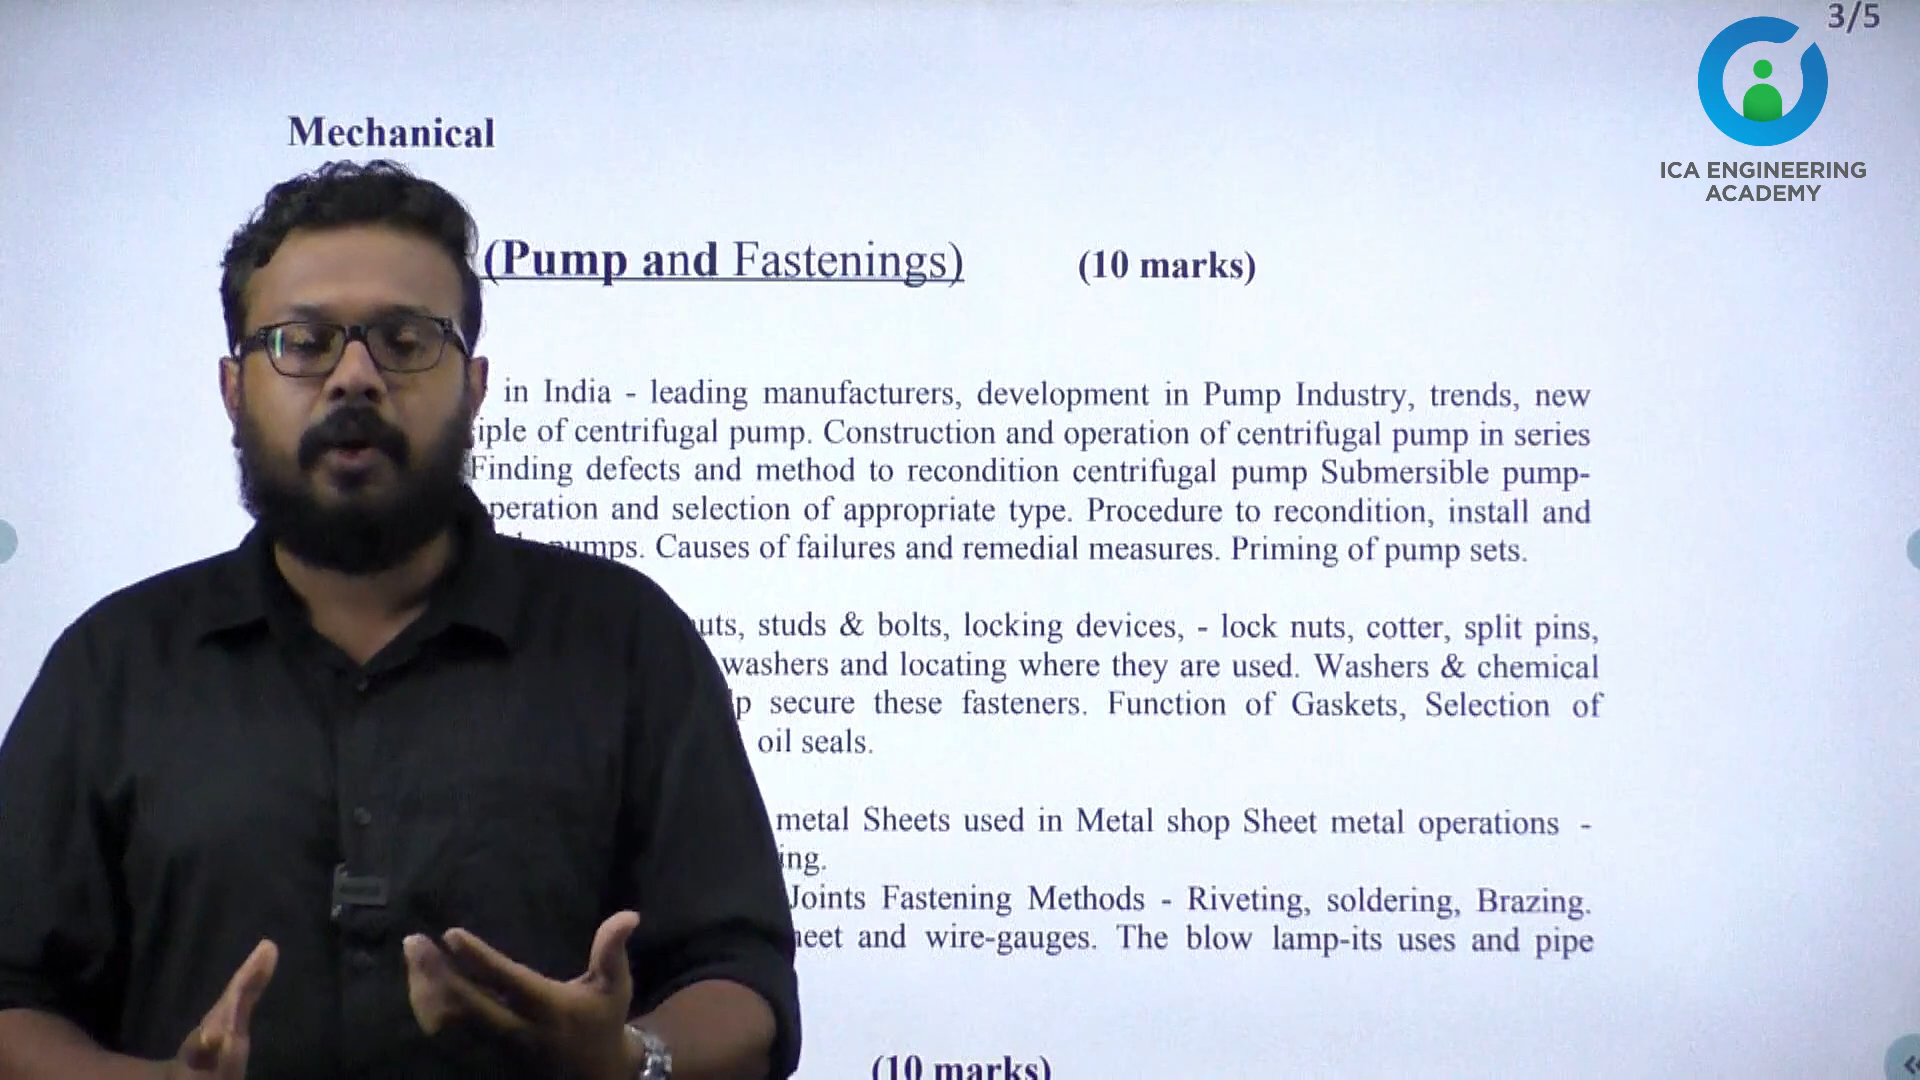 3/5
ICA ENGINEERING
ACADEMY
Mechanical
(Pump and Fastenings) (10 marks)
in India - leading manufacturers, development in Pump Industry, trends, new
of centrifugal pump. Construction and operation of centrifugal pump in series
Finding defects and method to recondition centrifugal pump Submersible pump-
and selection of appropriate type. Procedure to recondition, install and
pumps. Causes of failures and remedial measures. Priming of pump sets.
studs & bolts, locking devices, - lock nuts, cotter, split pins,
washers and locating where they are used. Washers & chemical
secure these fasteners. Function of Gaskets, Selection of
oil seals.
metal Sheets used in Metal shop Sheet metal operations -
Joints Fastening Methods - Riveting, soldering, Brazing.
and wire-gauges. The blow lamp-its uses and pipe
(10 marks)